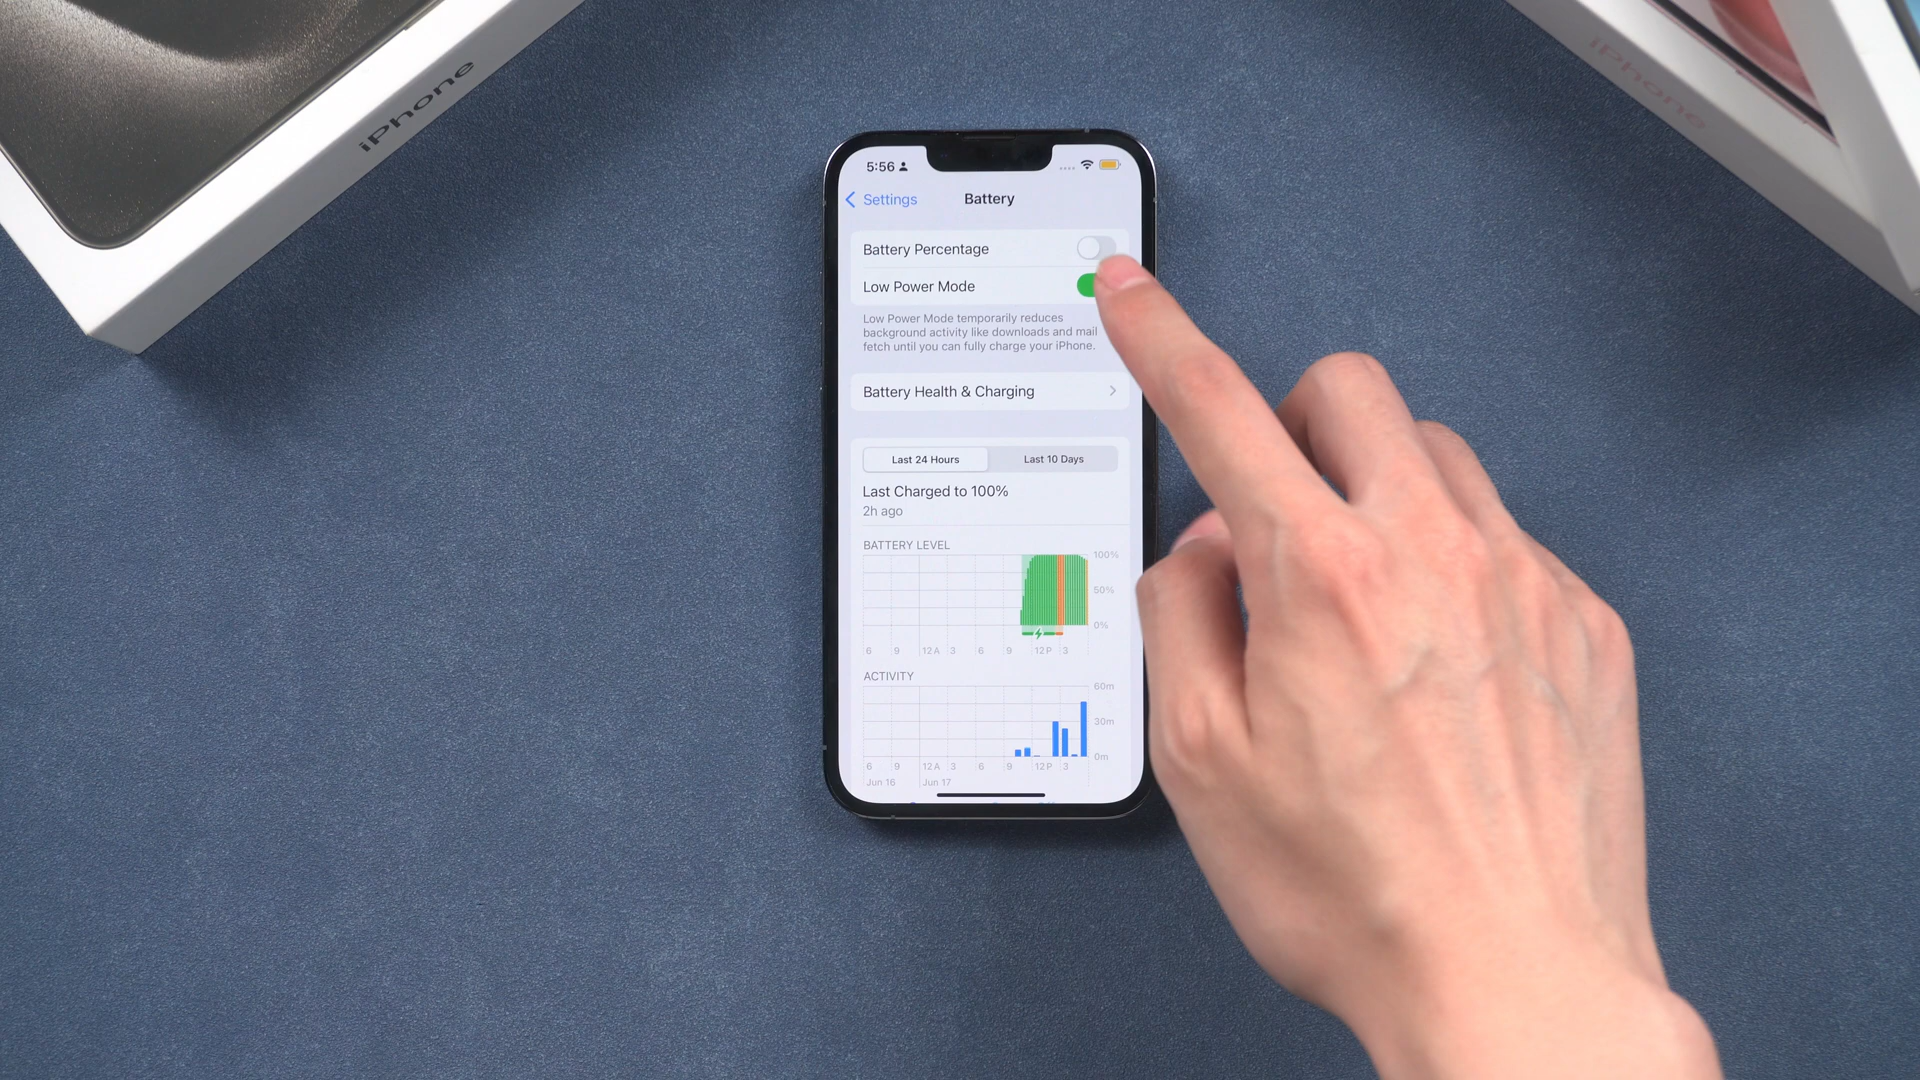 iPhone
iPhone
5:56
Settings
Battery
Battery Percentage
Low Power Mode
Low Power Mode temporarily reduces
background activity like downloads and mail
fetch until you can fully charge your iPhone.
Battery Health & Charging
Last 24 Hours
Last 10 Days
Last Charged to 100%
2h ago
BATTERY LEVEL
100%
50%
0%
6 9 12 A 3 6 9 12 P 3
ACTIVITY
60m
30m
0m
6 9 12 A 3 6 9 12 P 3
Jun 16 Jun 17